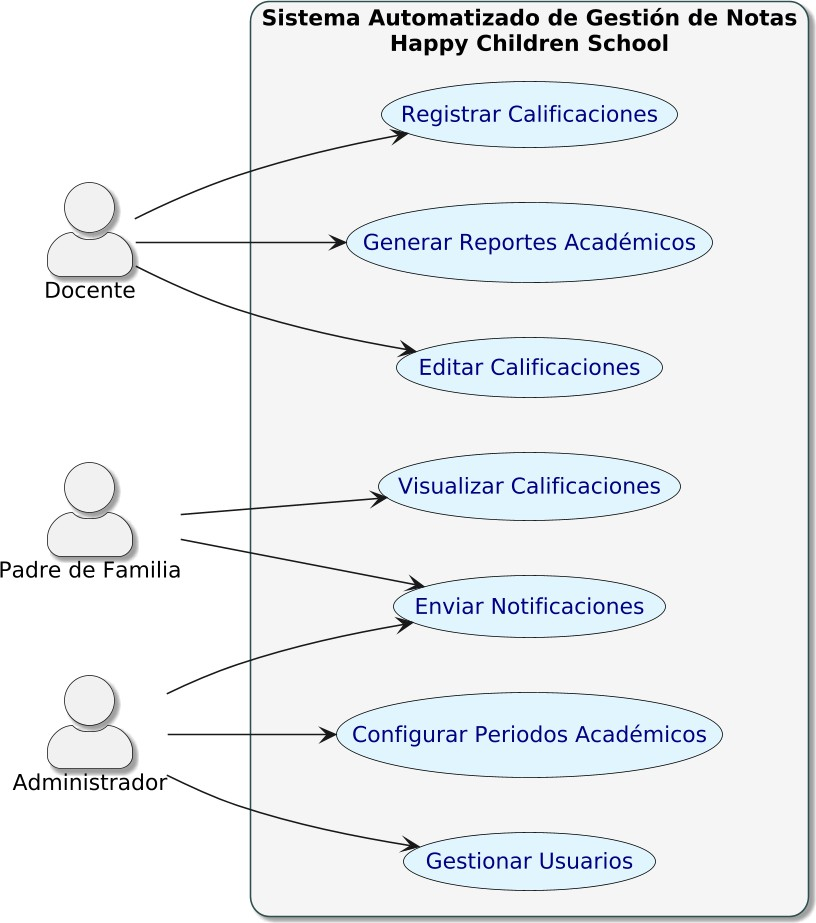 Sistema Automatizado de Gestión de Notas
Happy Children School
Registrar Calificaciones
Generar Reportes Académicos
Docente
Editar Calificaciones
Visualizar Calificaciones
Padre de Familia
Enviar Notificaciones
Configurar Periodos Académicos
Administrador
Gestionar Usuarios